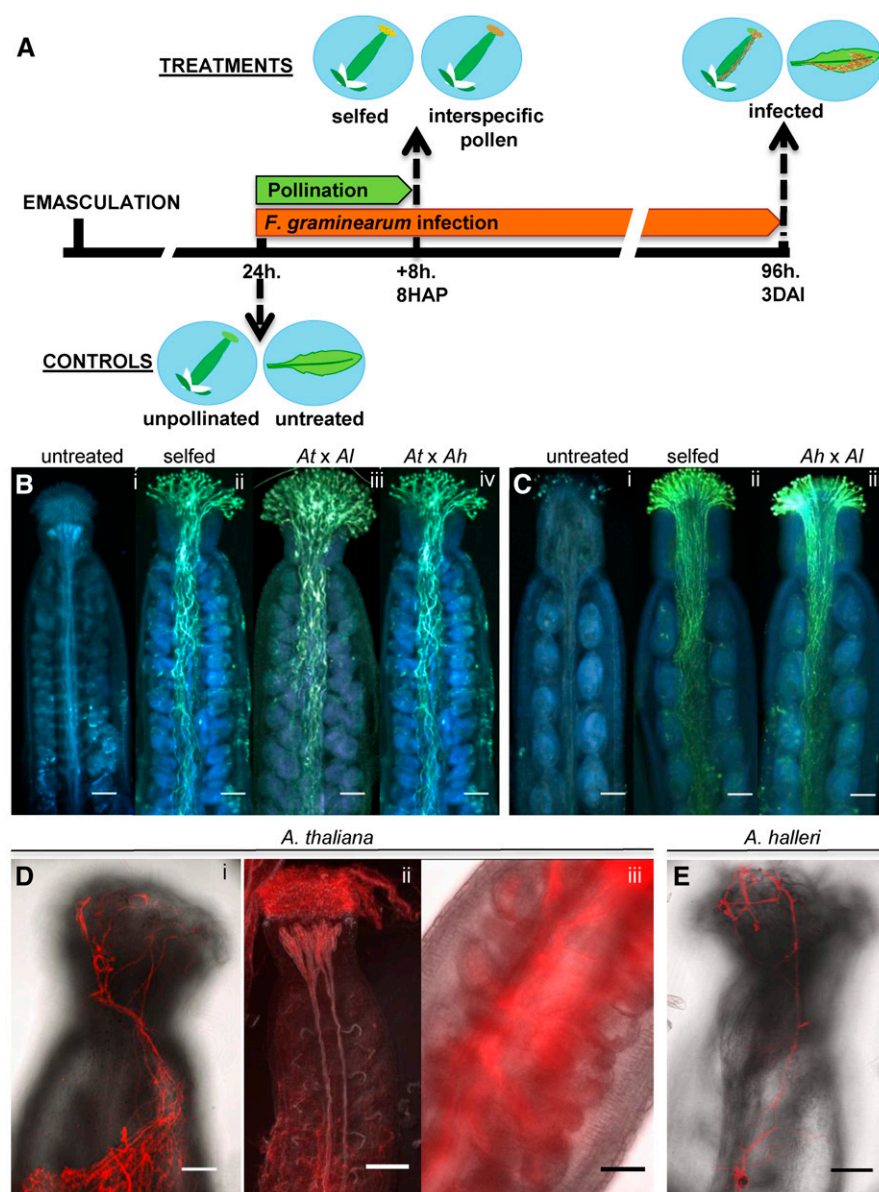 A
TREATMENTS
selfed
interspecific
pollen
infected
Pollination
EMASCULATION
F. graminearum infection
24h.
+8h.
8HAP
96h.
3DAI
CONTROLS
unpollinated
untreated
untreated
selfed
At x Al
At x Ah
untreated
selfed
Ah x Al
B
i
ii
iii
iv
C
i
ii
iii
A. thaliana
A. halleri
D
i
ii
iii
E